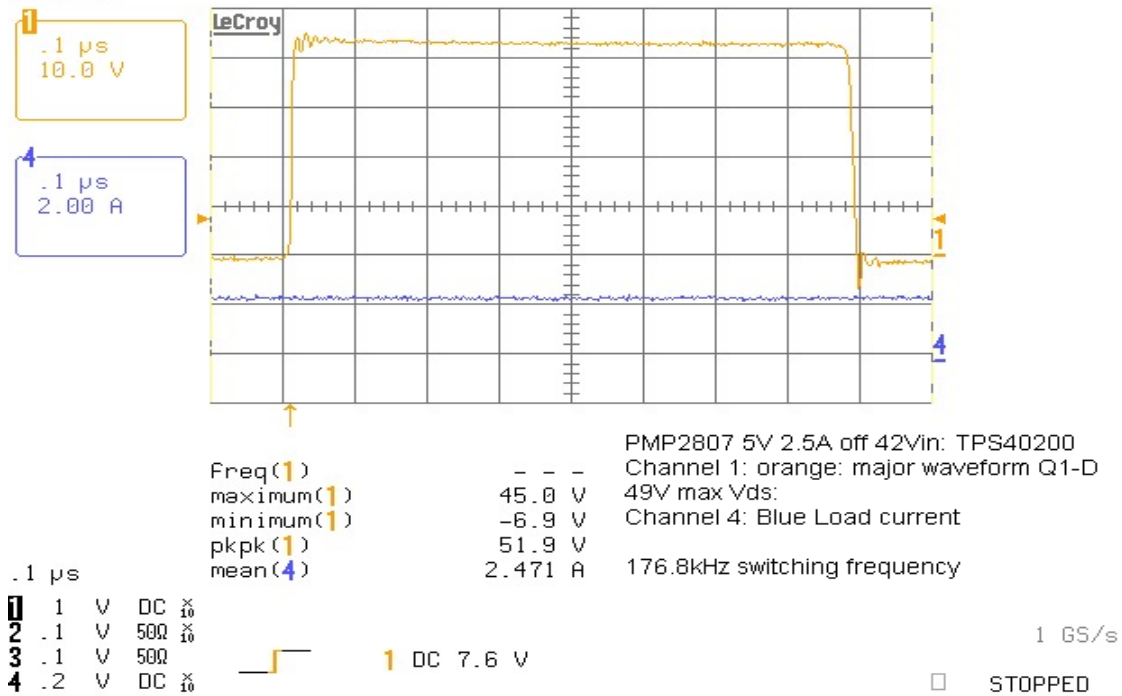 1
.1 µs
10.0 V
LeCroy
4
.1 µs
2.00 A
1
4
Freq(1) - - -
maximum(1) 45.0 V
minimum(1) -6.9 V
pkpk(1) 51.9 V
mean(4) 2.471 A
PMP2807 5V 2.5A off 42Vin: TPS40200
Channel 1: orange: major waveform Q1-D
49V max Vds:
Channel 4: Blue Load current
176.8kHz switching frequency
.1 µs
1 1 V DC ×10
2 .1 V 50Ω ×10
3 .1 V 50Ω
4 .2 V DC ×10
1 DC 7.6 V
1 GS/s
STOPPED